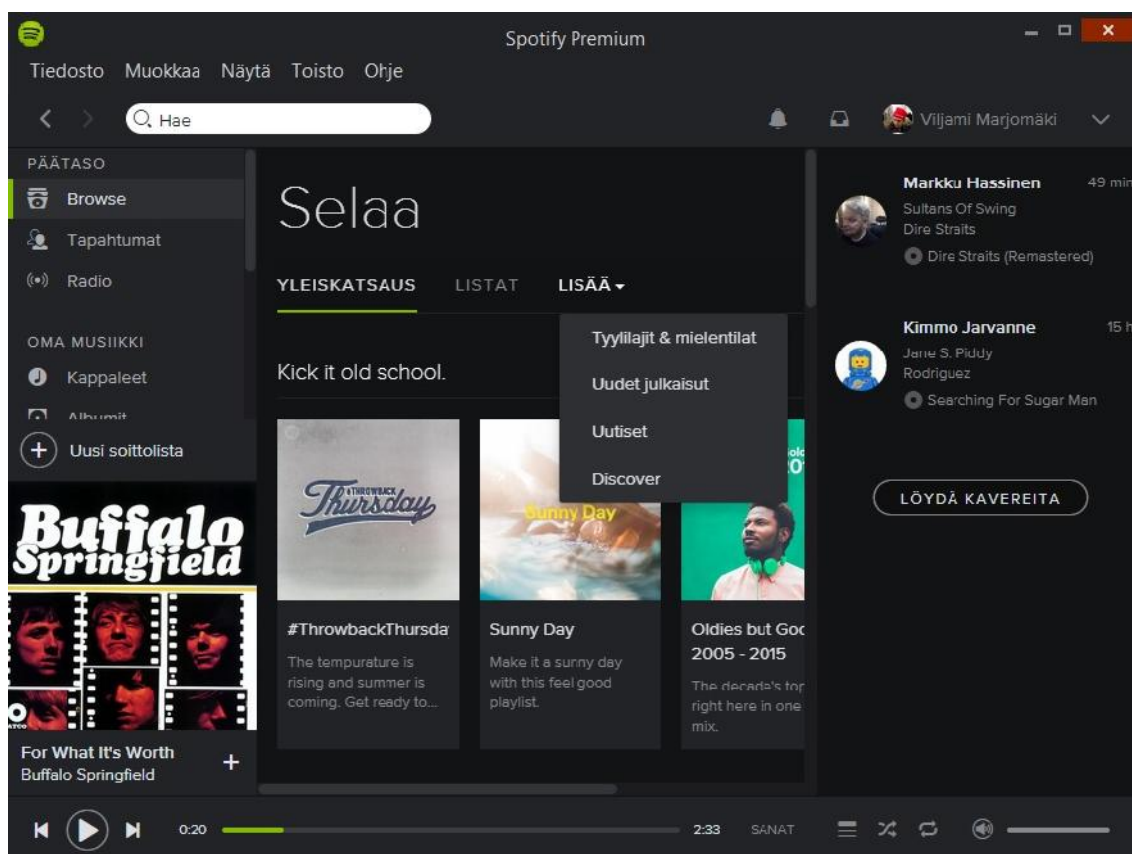 Spotify Premium
Tiedosto Muokkaa Näytä Toisto Ohje
Hae
Viljami Marjomäki
PÄÄTASO
Browse
Tapahtumat
Radio
OMA MUSIIKKI
Kappaleet
Albumit
Uusi soittolista
Buffalo
Springfield
ATCO
For What It's Worth
Buffalo Springfield
Selaa
YLEISKATSAUS LISTAT LISÄÄ
Tyylilajit & mielentilat
Uudet julkaisut
Uutiset
Discover
Kick it old school.
#THROWBACK
Thursday
#ThrowbackThursda
The tempurature is
rising and summer is
coming. Get ready to...
Sunny Day
Sunny Day
Make it a sunny day
with this feel good
playlist.
Oldies but Goo
2005 - 2015
The decade's top
right here in one
mix.
Markku Hassinen 49 min
Sultans Of Swing
Dire Straits
Dire Straits (Remastered)
Kimmo Jarvanne 15 h
Jane S. Piddy
Rodriguez
Searching For Sugar Man
LÖYDÄ KAVEREITA
0:20 2:33 SANAT